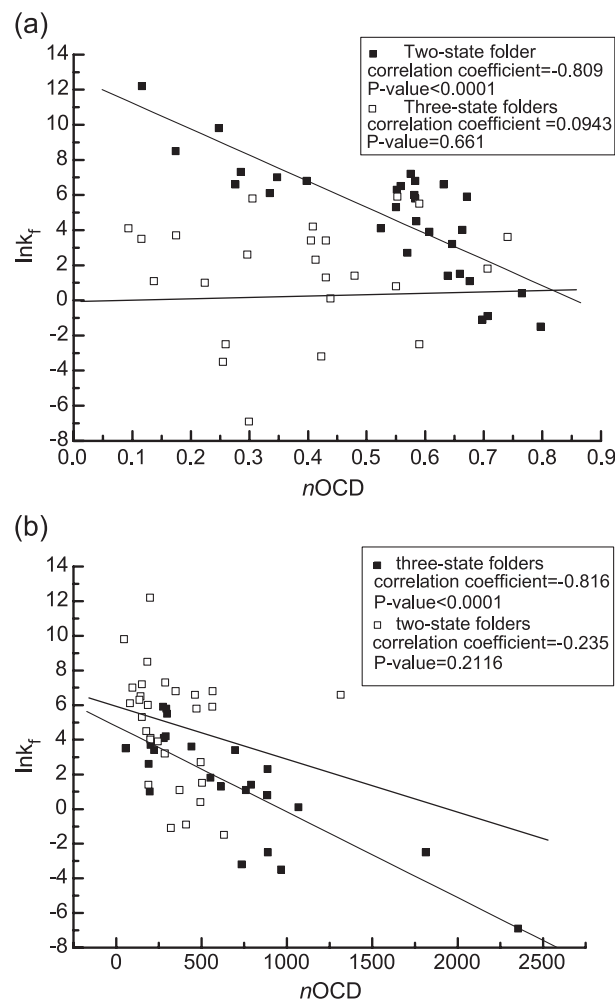 (a)
14
12
10
8
6
4
2
0
-2
-4
-6
-8
lnk_f
■ Two-state folder
correlation coefficient=-0.809
P-value<0.0001
□ Three-state folders
correlation coefficient =0.0943
P-value=0.661
0.0 0.1 0.2 0.3 0.4 0.5 0.6 0.7 0.8 0.9
nOCD
(b)
14
12
10
8
6
4
2
0
-2
-4
-6
-8
lnk_f
■ three-state folders
correlation coefficient=-0.816
P-value<0.0001
□ two-state folders
correlation coefficient=-0.235
P-value=0.2116
0 500 1000 1500 2000 2500
nOCD